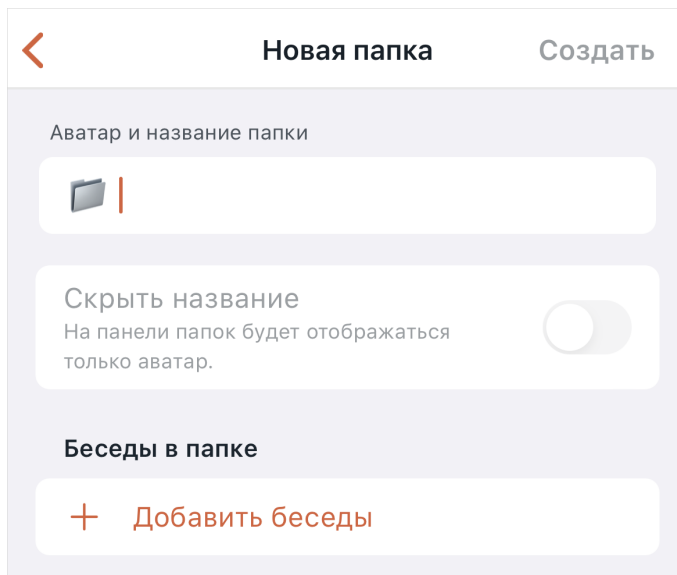 Новая папка
Создать
Аватар и название папки
Скрыть название
На панели папок будет отображаться
только аватар.
Беседы в папке
Добавить беседы